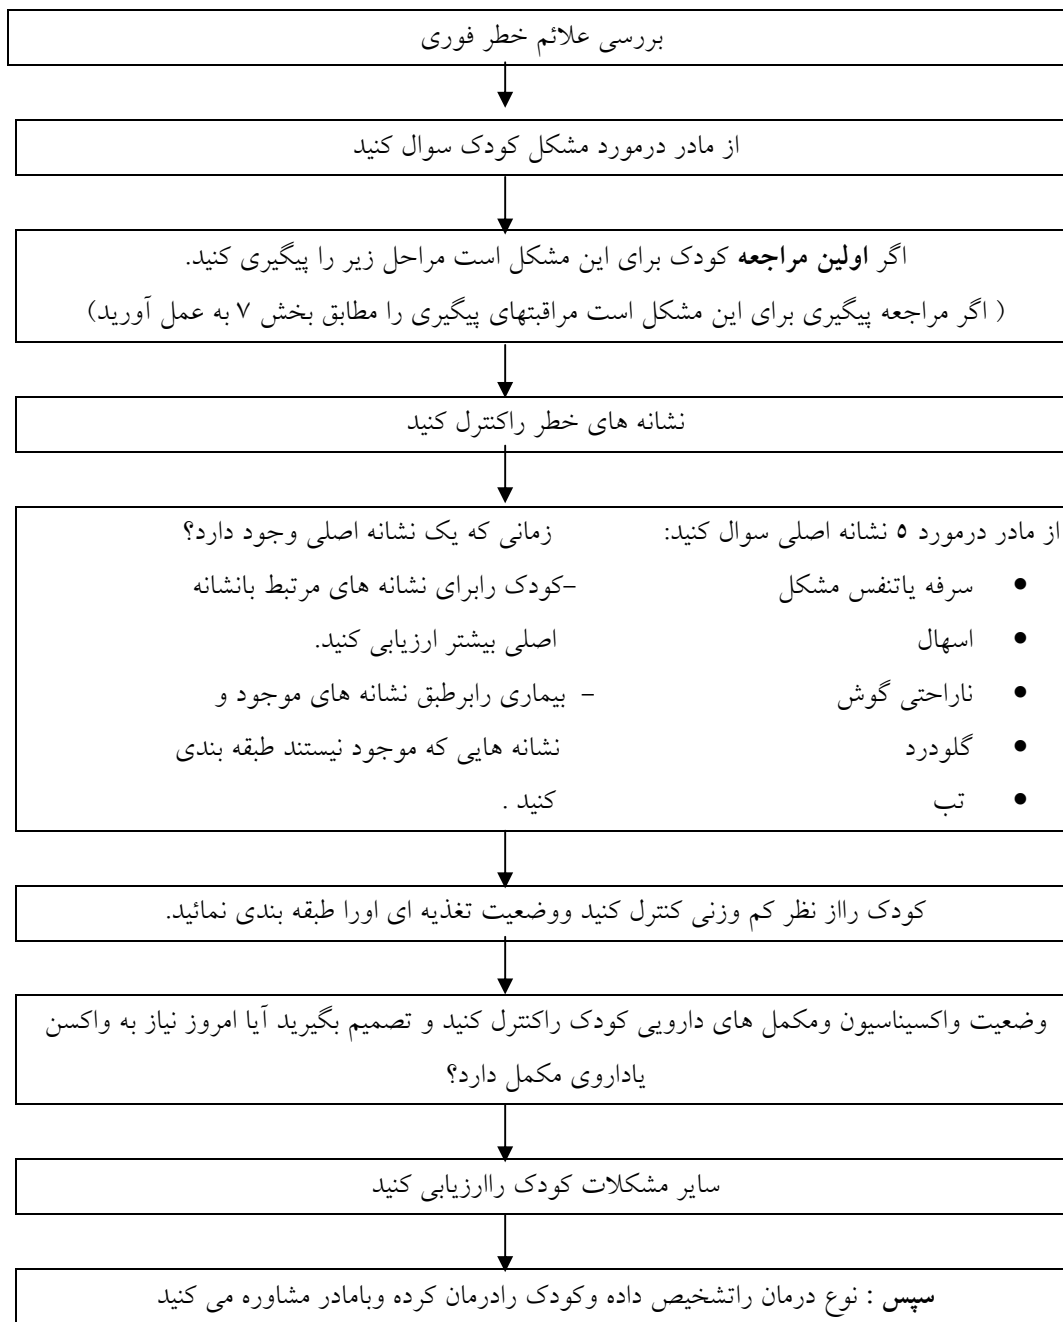 بررسی علائم خطر فوری
از مادر درمورد مشکل کودک سوال کنید
اگر اولین مراجعه کودک برای این مشکل است مراحل زیر را پیگیری کنید.
( اگر مراجعه پیگیری برای این مشکل است مراقبتهای پیگیری را مطابق بخش ۷ به عمل آورید)
نشانه های خطر راکنترل کنید
از مادر درمورد ۵ نشانه اصلی سوال کنید:
• سرفه یاتنفس مشکل
• اسهال
• ناراحتی گوش
• گلودرد
• تب
زمانی که یک نشانه اصلی وجود دارد؟
-کودک رابرای نشانه های مرتبط بانشانه
اصلی بیشتر ارزیابی کنید.
- بیماری رابرطبق نشانه های موجود و
نشانه هایی که موجود نیستند طبقه بندی
کنید .
کودک رااز نظر کم وزنی کنترل کنید ووضعیت تغذیه ای اورا طبقه بندی نمائید.
وضعیت واکسیناسیون ومکمل های دارویی کودک راکنترل کنید و تصمیم بگیرید آیا امروز نیاز به واکسن
یاداروی مکمل دارد؟
سایر مشکلات کودک راارزیابی کنید
سپس : نوع درمان راتشخیص داده وکودک رادرمان کرده وبامادر مشاوره می کنید